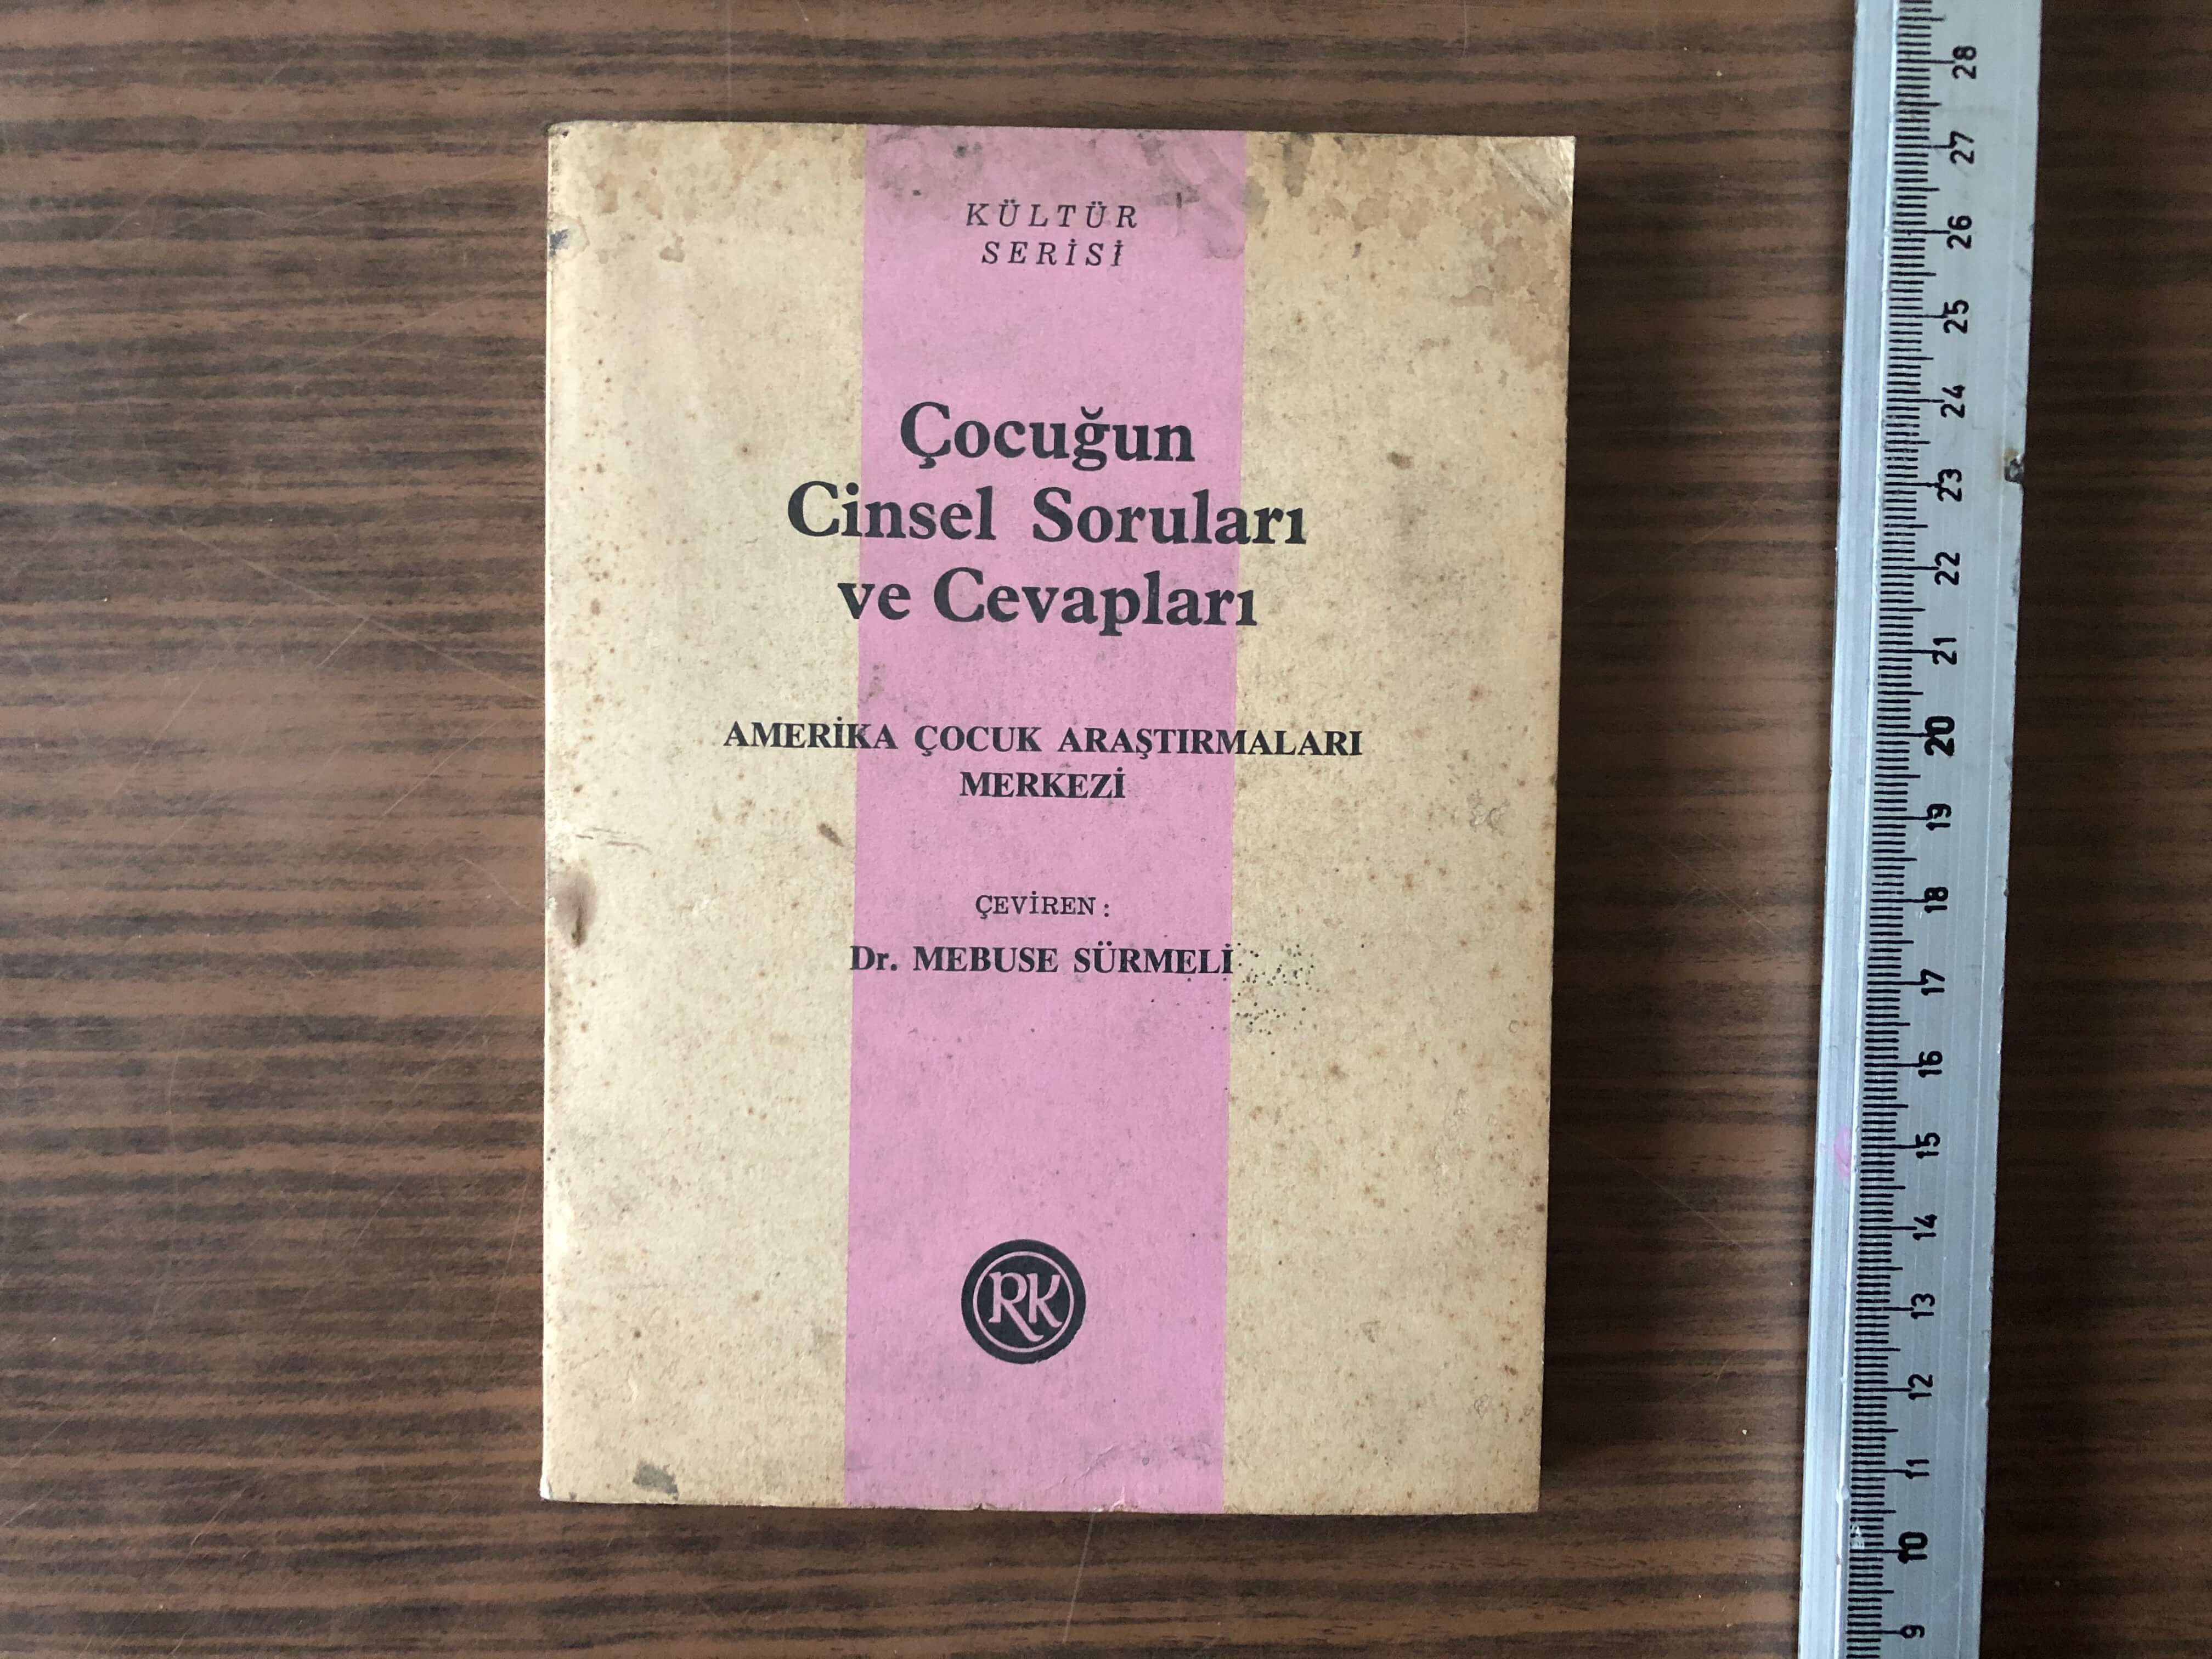 KÜLTÜR
SERİSİ
Çocuğun
Cinsel Soruları
ve Cevapları
AMERİKA ÇOCUK ARAŞTIRMALARI
MERKEZİ
ÇEVİREN :
Dr. MEBUSE SÜRMELİ
RK
28
27
26
25
24
23
22
21
20
19
18
17
16
15
14
13
12
11
10
9